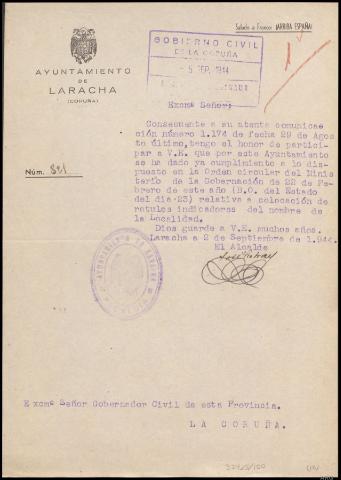 Saludo a Franco: ¡ARRIBA ESPAÑA!
AYUNTAMIENTO
DE
LARACHA
(CORUÑA)
GOBIERNO CIVIL
DE LA CORUÑA
5 SEP. 1944
Núm. 821
Excmº Señor:
Consecuente a su atenta comunicac
ción número 1.174 de fecha 29 de Agos
to último, tengo el honor de partici-
par a V.E. que por este Ayuntamiento
se ha dado ya cumplimiento a lo dis-
puesto en la Orden circular del Minis
terio de la Gobernación de 22 de Fe-
brero de este año (B.O. del Estado
del dia-23) relativa a colocación de
rotulos indicadores del nombre de
la Localidad.
Dios guarde a V.E. muchos años.
Laracha a 2 de Septiembre de 1.944.
El Alcalde
Excmº Señor Gobernador Civil de esta Provincia.
LA CORUÑA.